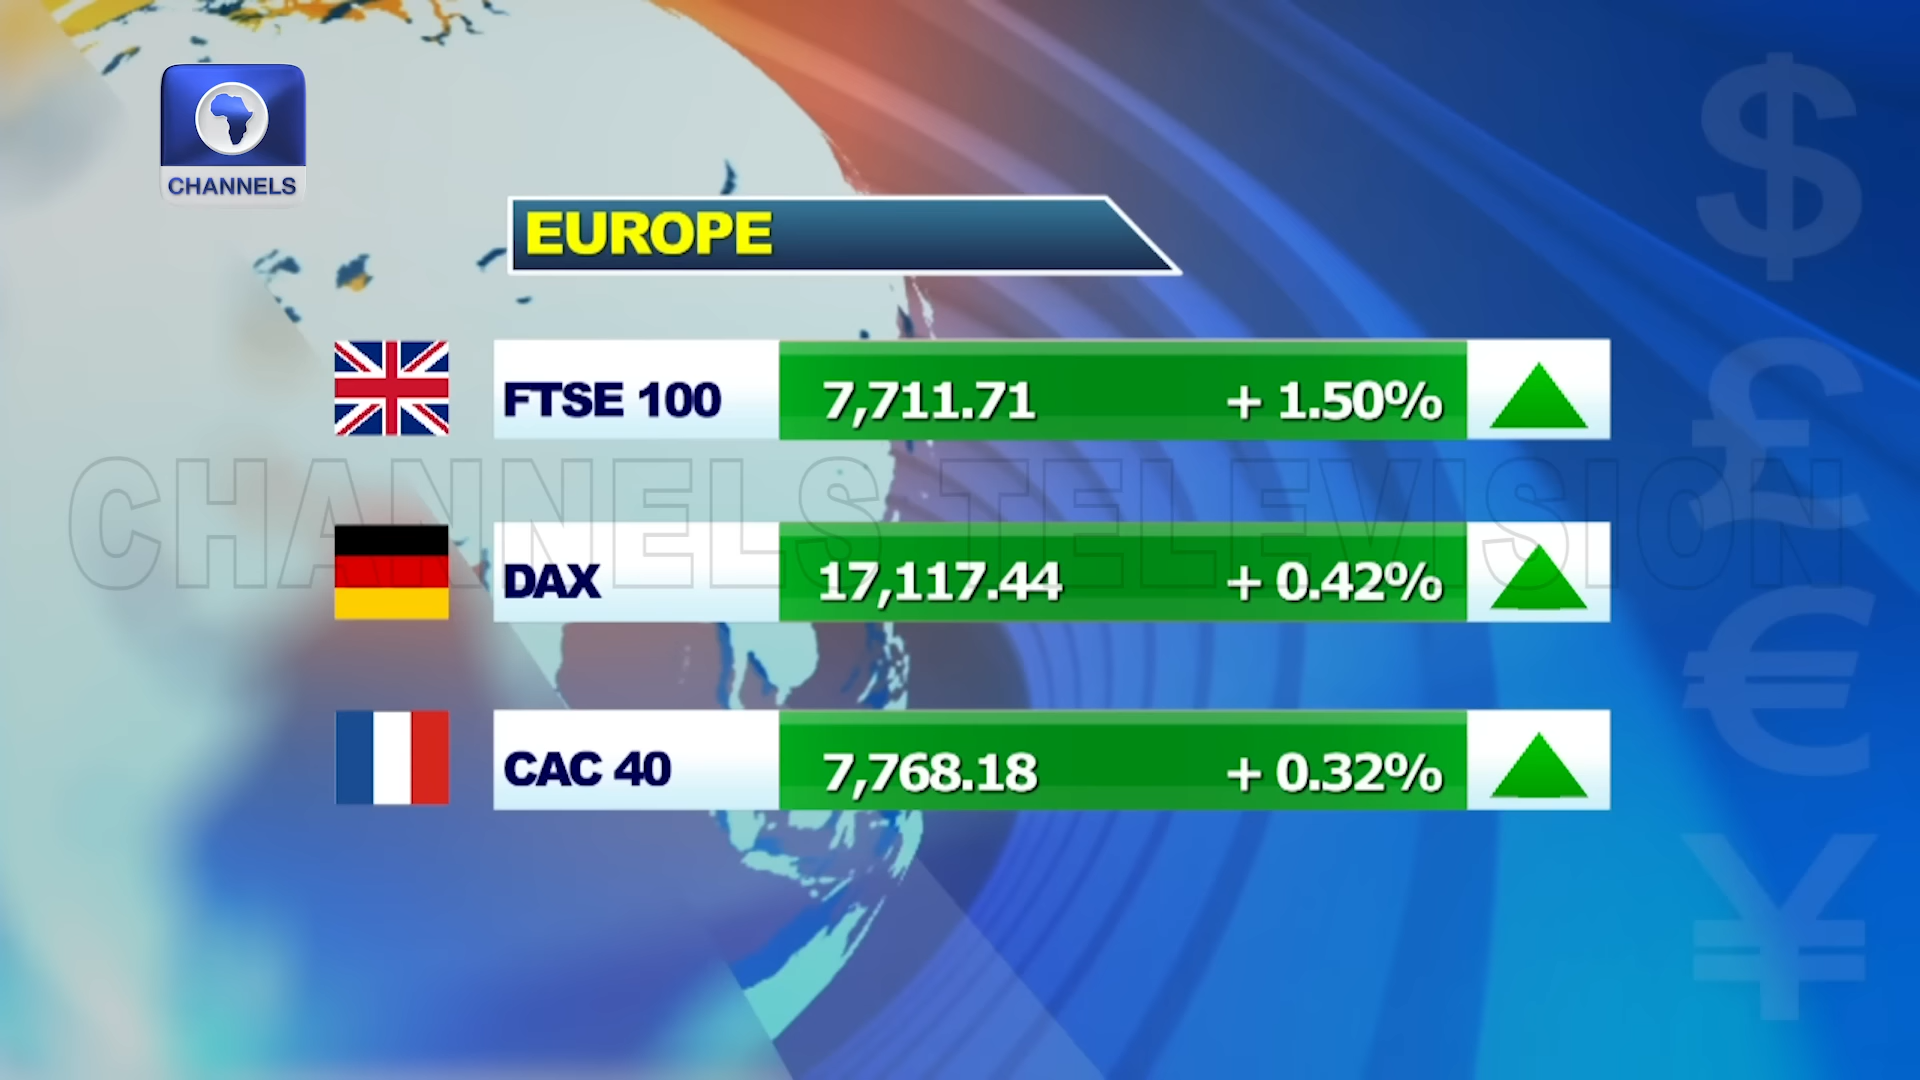 CHANNELS
EUROPE
FTSE 100 7,711.71 + 1.50%
CHANNELS TELEVISION
DAX 17,117.44 + 0.42%
CAC 40 7,768.18 + 0.32%
$
£
€
¥